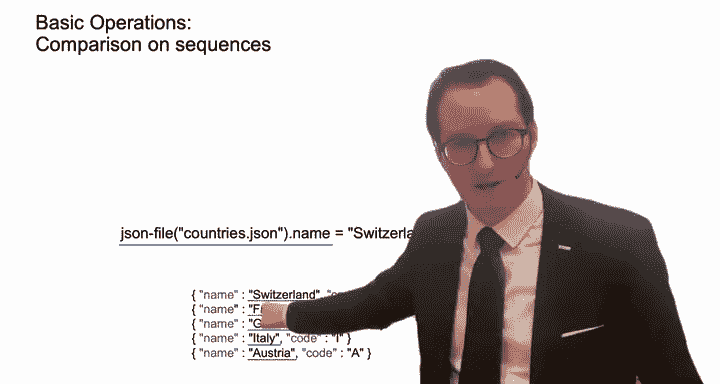 Basic Operations:
Comparison on sequences
json-file("countries.json").name = "Switzerla
{ "name" : "Switzerland",
{ "name" :
{ "name" :
{ "name" : "Italy", "code" : "I" }
{ "name" : "Austria", "code" : "A" }